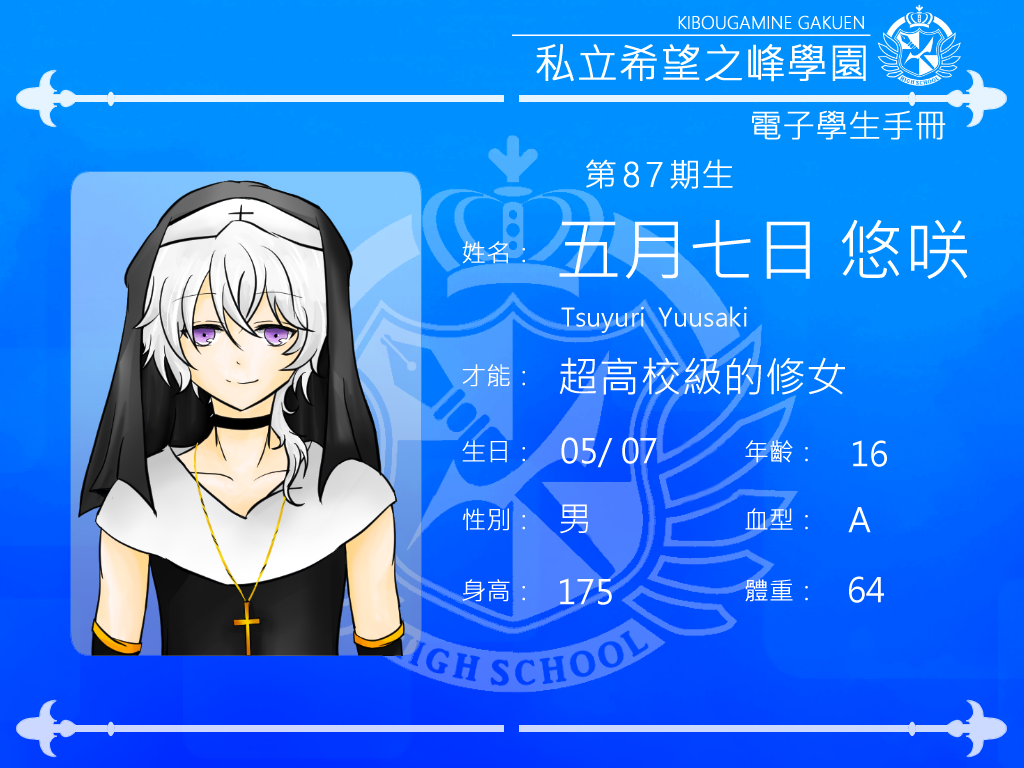 KIBOUGAMINE GAKUEN
私立希望之峰學園
HIGH SCHOOL
電子學生手冊
第87期生
姓名： 五月七日 悠咲
Tsuyuri Yuusaki
才能： 超高校級的修女
生日： 05/ 07 年齡： 16
性別： 男 血型： A
身高： 175 體重： 64
HIGH SCHOOL